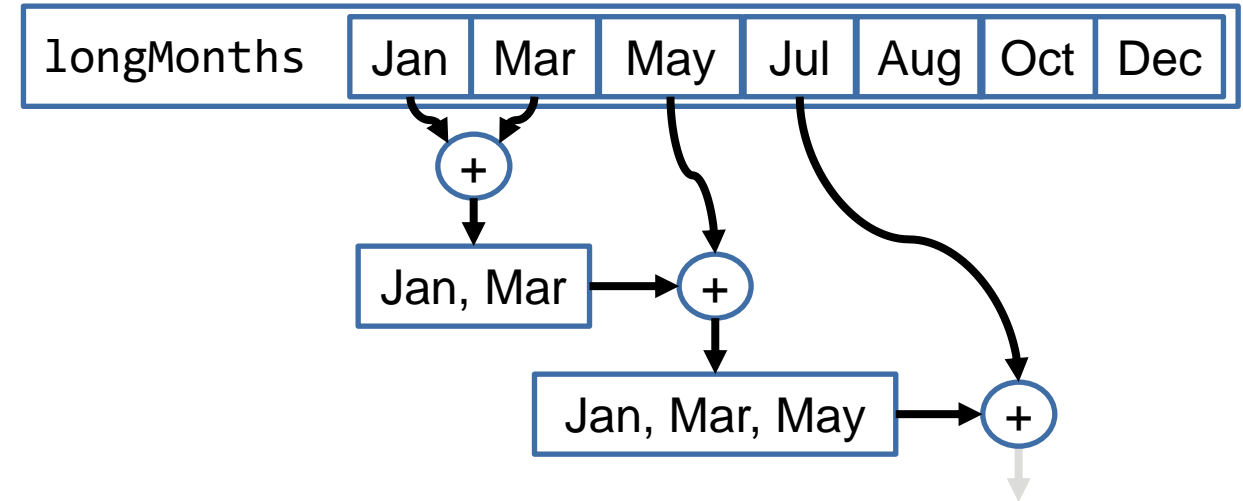 longMonths Jan Mar May Jul Aug Oct Dec
+
Jan, Mar +
Jan, Mar, May +